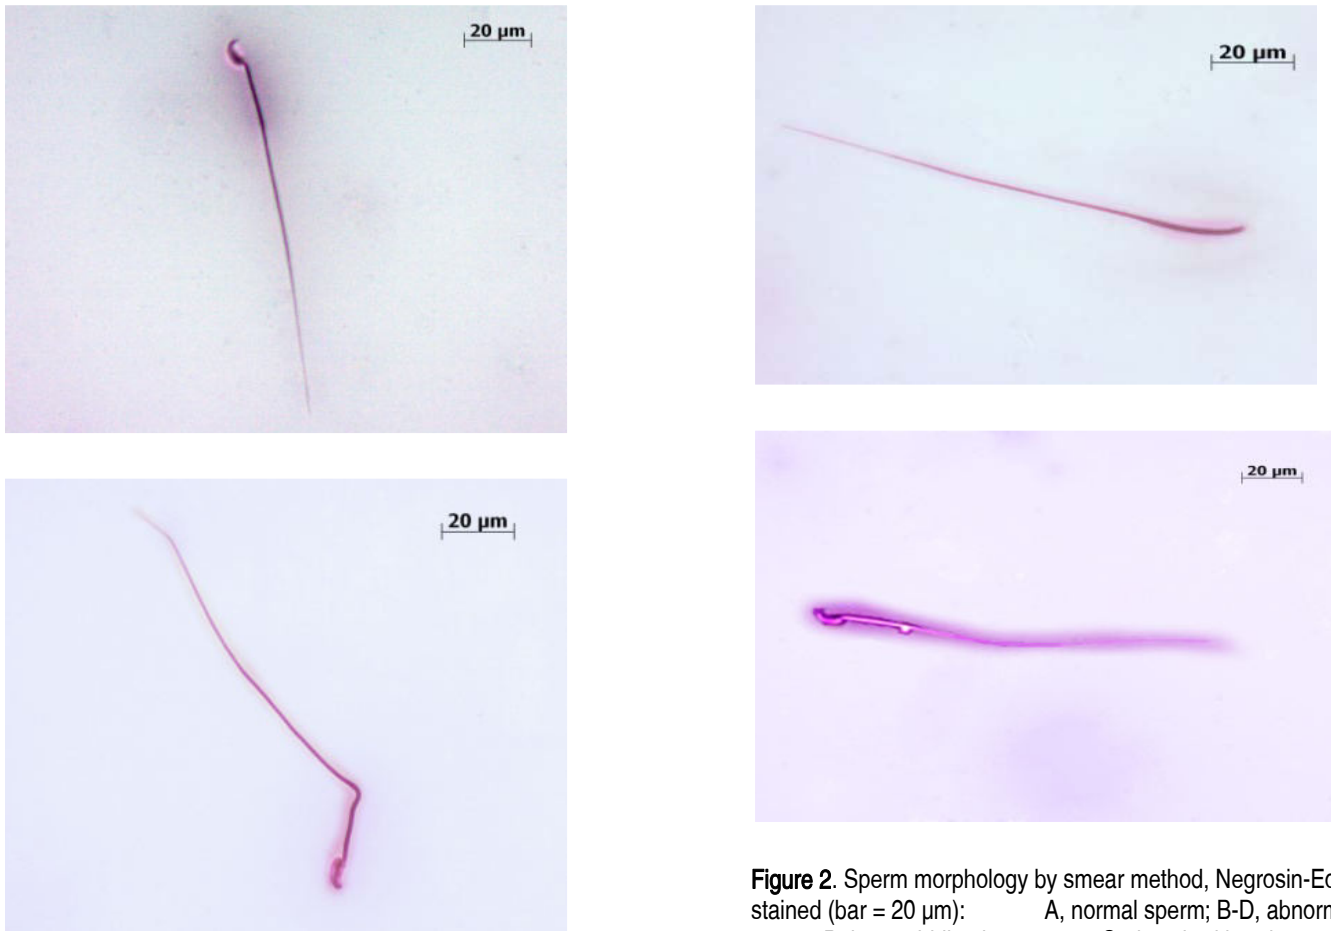 20 µm
20 µm
20 µm
20 µm
Figure 2. Sperm morphology by smear method, Negrosin-Eo
stained (bar = 20 µm): A, normal sperm; B-D, abnorm